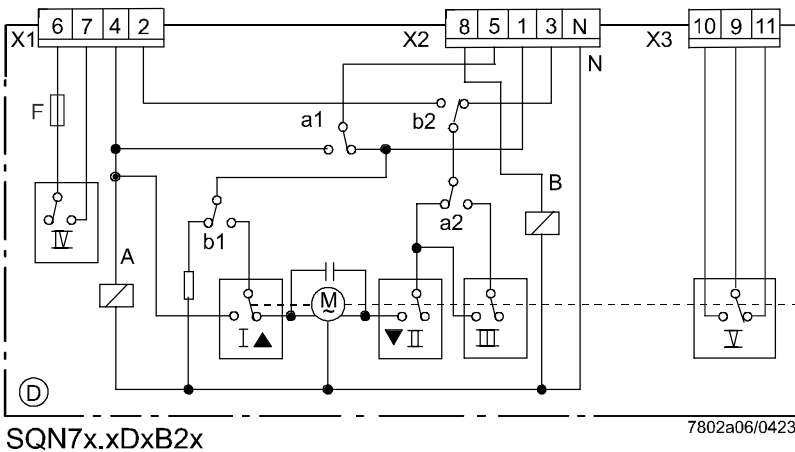 6 7 4 2
8 5 1 3 N
10 9 11
X1
X2
X3
N
F
a1
b2
B
a2
IV
A
b1
M
~
I ▲
▼ II
III
V
D
7802a06/0423
SQN7x.xDxB2x